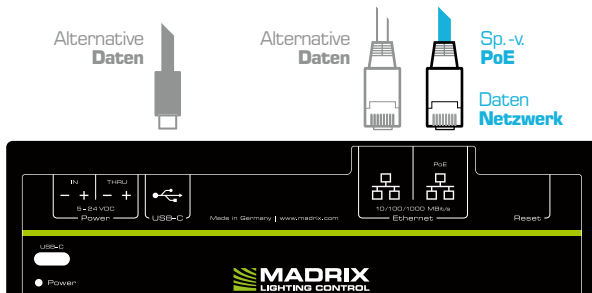 Alternative
Daten
Alternative
Daten
Sp.-v.
PoE
Daten
Netzwerk
IN
THRU
PoE
- + - +
5-24 VDC
Power
USB-C
Made in Germany | www.madrix.com
10/100/1000 MBit/s
Ethernet
Reset
USB-C
Power
MADRIX
LIGHTING CONTROL